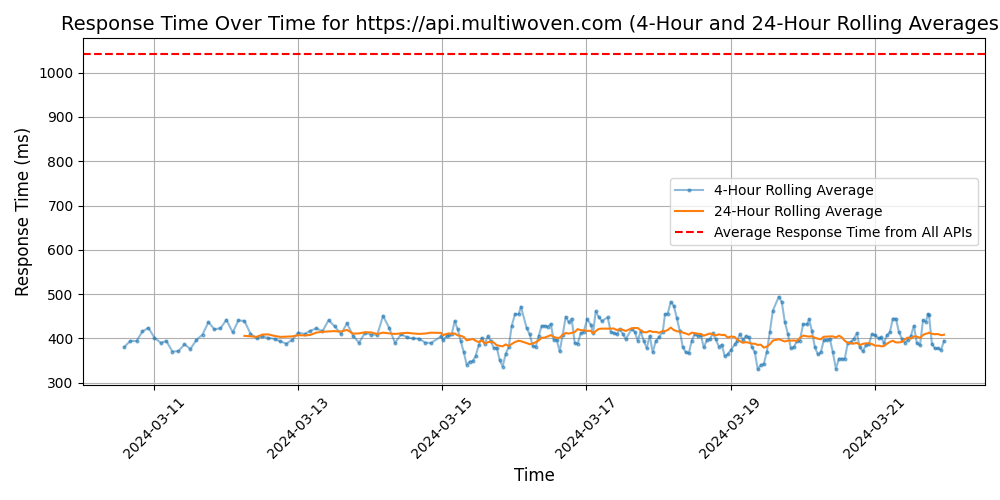 Response Time Over Time for https://api.multiwoven.com (4-Hour and 24-Hour Rolling Averages
Response Time (ms)
1000
900
800
700
600
500
400
300
4-Hour Rolling Average
24-Hour Rolling Average
Average Response Time from All APIs
2024-03-11
2024-03-13
2024-03-15
2024-03-17
2024-03-19
2024-03-21
Time